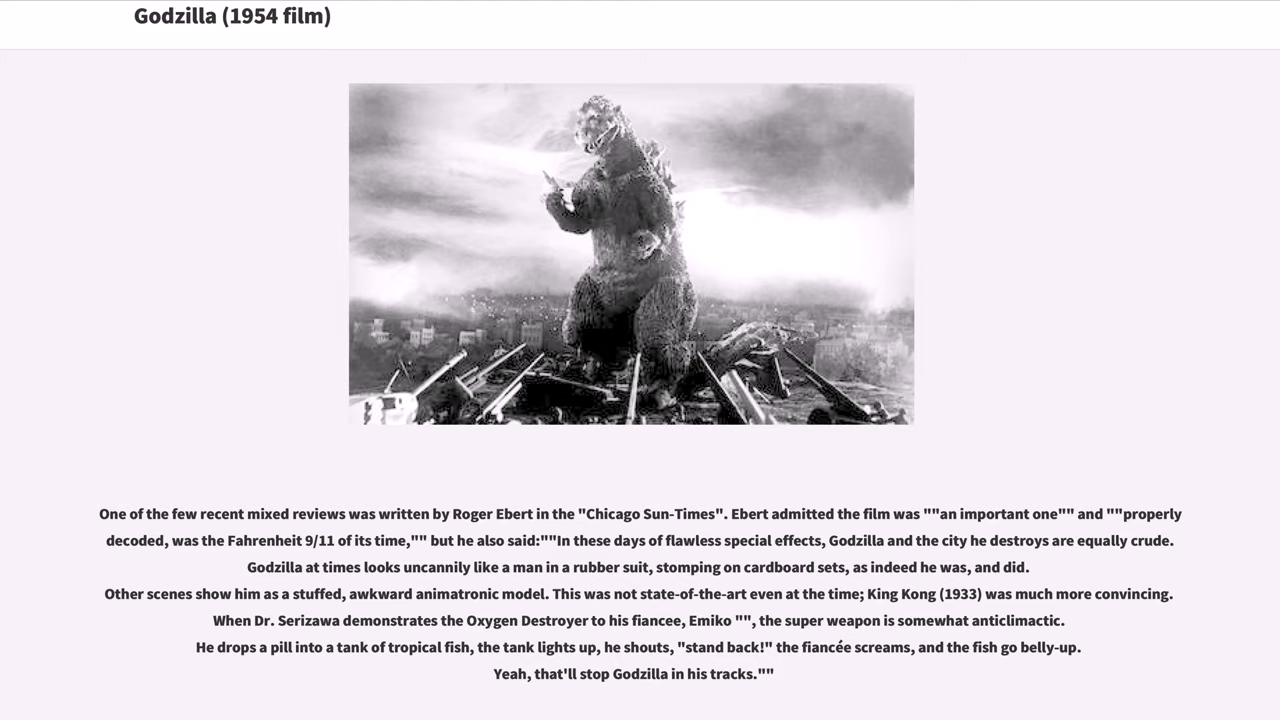 Godzilla (1954 film)
One of the few recent mixed reviews was written by Roger Ebert in the "Chicago Sun-Times". Ebert admitted the film was ""an important one"" and ""properly
decoded, was the Fahrenheit 9/11 of its time,"" but he also said:""In these days of flawless special effects, Godzilla and the city he destroys are equally crude.
Godzilla at times looks uncannily like a man in a rubber suit, stomping on cardboard sets, as indeed he was, and did.
Other scenes show him as a stuffed, awkward animatronic model. This was not state-of-the-art even at the time; King Kong (1933) was much more convincing.
When Dr. Serizawa demonstrates the Oxygen Destroyer to his fiancee, Emiko "", the super weapon is somewhat anticlimactic.
He drops a pill into a tank of tropical fish, the tank lights up, he shouts, "stand back!" the fiancée screams, and the fish go belly-up.
Yeah, that'll stop Godzilla in his tracks.""